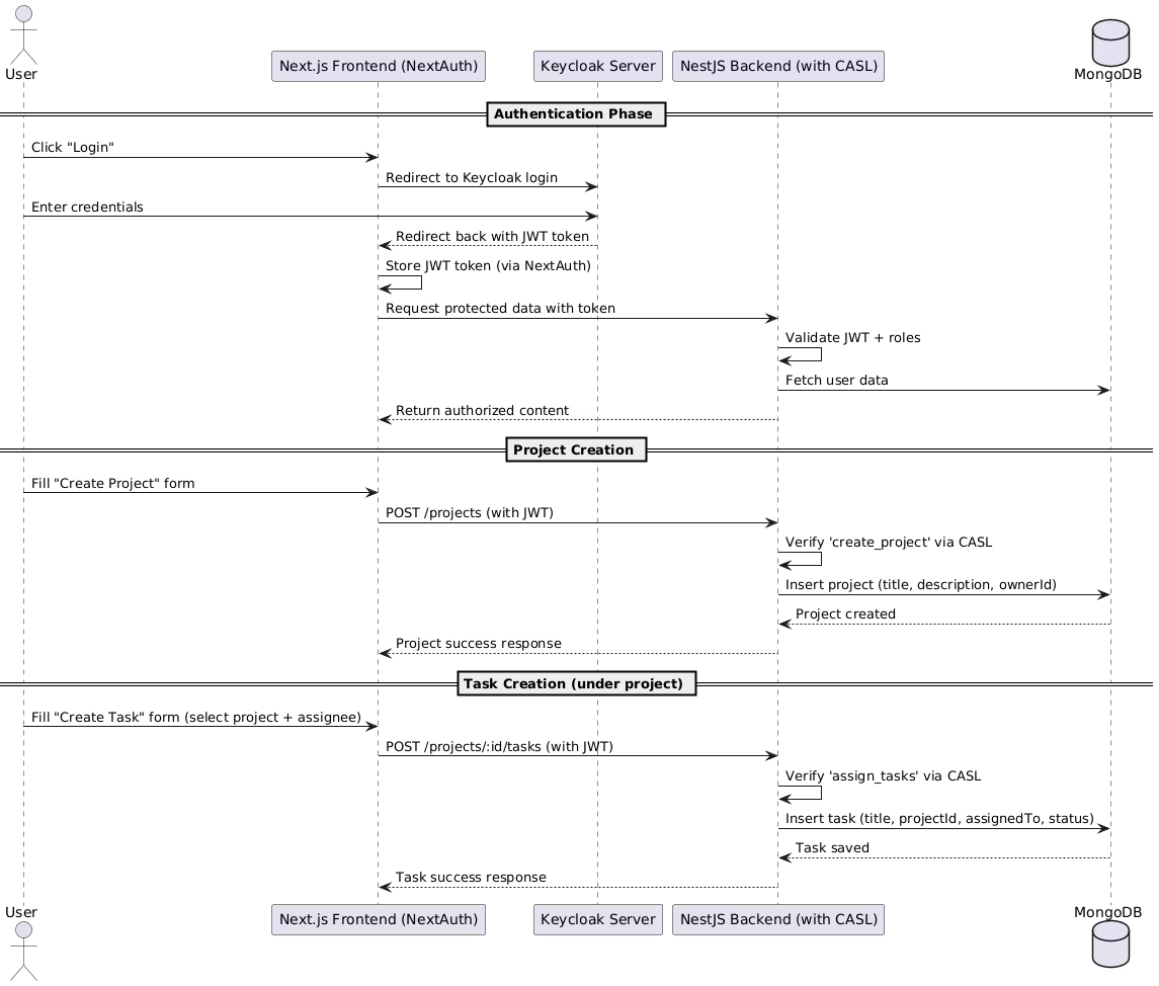 User
Next.js Frontend (NextAuth)
Keycloak Server
NestJS Backend (with CASL)
MongoDB
Authentication Phase
Click "Login"
Redirect to Keycloak login
Enter credentials
Redirect back with JWT token
Store JWT token (via NextAuth)
Request protected data with token
Validate JWT + roles
Fetch user data
Return authorized content
Project Creation
Fill "Create Project" form
POST /projects (with JWT)
Verify 'create_project' via CASL
Insert project (title, description, ownerId)
Project created
Project success response
Task Creation (under project)
Fill "Create Task" form (select project + assignee)
POST /projects/:id/tasks (with JWT)
Verify 'assign_tasks' via CASL
Insert task (title, projectId, assignedTo, status)
Task saved
Task success response
User
Next.js Frontend (NextAuth)
Keycloak Server
NestJS Backend (with CASL)
MongoDB